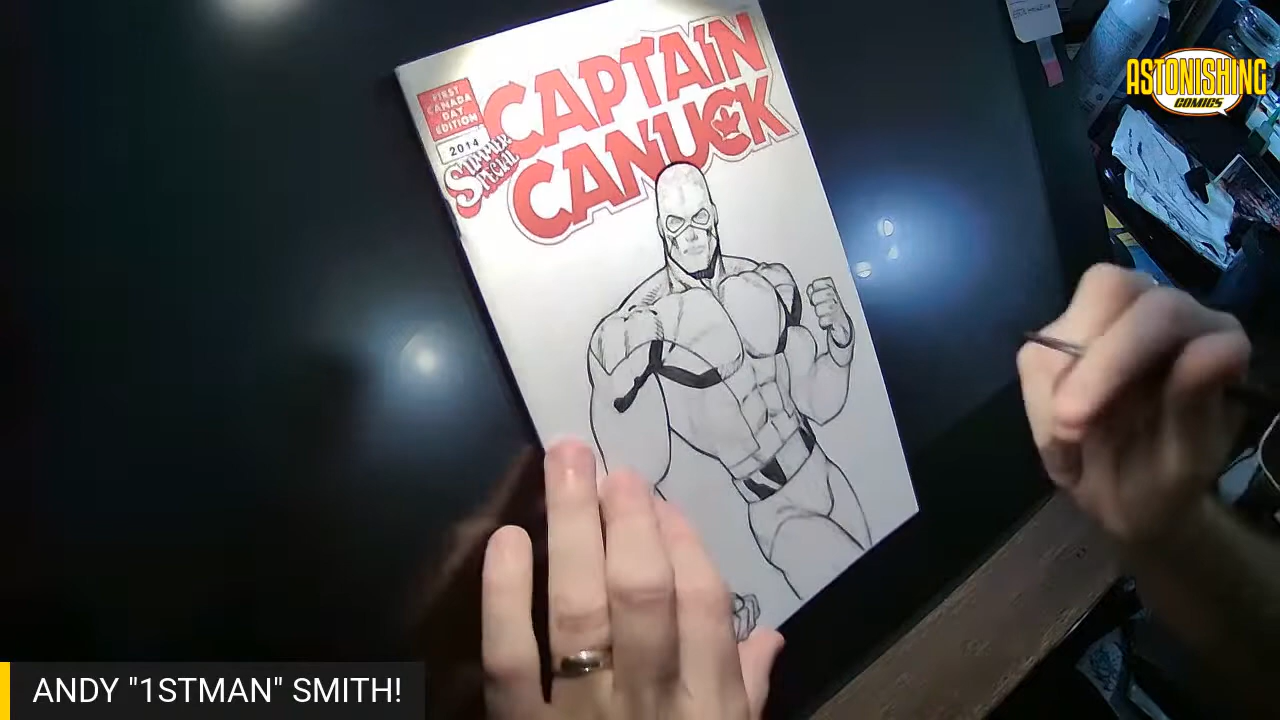 FIRST
CANADA
DAY
EDITION
2014
SUMMER
SPECIAL
CAPTAIN
CANUCK
ASTONISHING
COMICS
ANDY "1STMAN" SMITH!